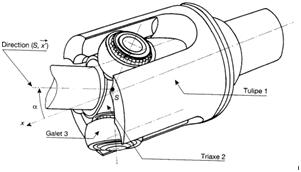 Direction (S, x')
α
x
S
Tulipe 1
Galet 3
Triaxe 2